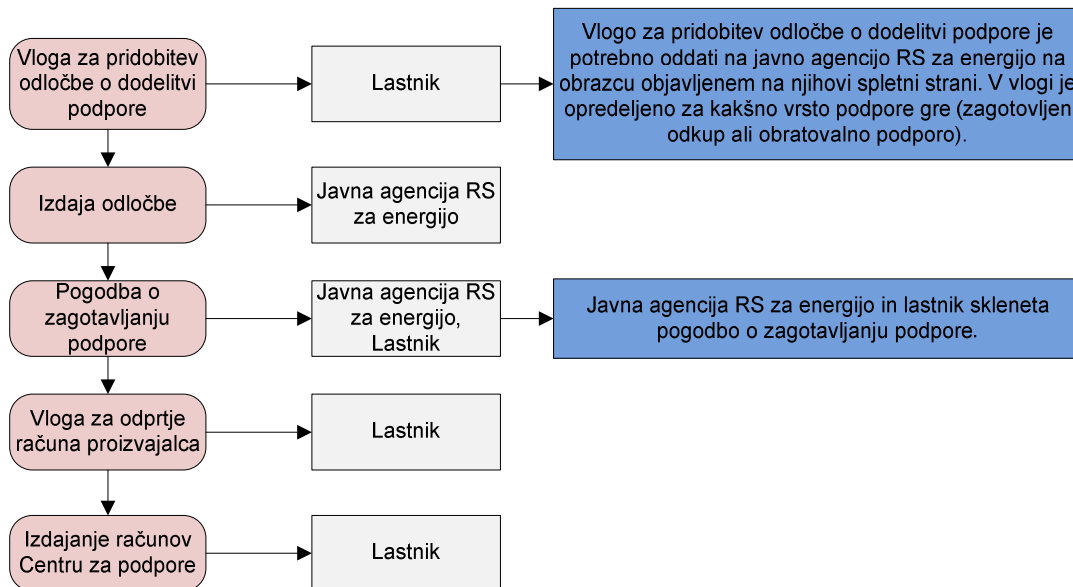 Vloga za pridobitev
odločbe o dodelitvi
podpore
Lastnik
Vlogo za pridobitev odločbe o dodelitvi podpore je
potrebno oddati na javno agencijo RS za energijo na
obrazcu objavljenem na njihovi spletni strani. V vlogi je
opredeljeno za kakšno vrsto podpore gre (zagotovljen
odkup ali obratovalno podporo).
Izdaja odločbe
Javna agencija RS
za energijo
Pogodba o
zagotavljanju
podpore
Javna agencija RS
za energijo,
Lastnik
Javna agencija RS za energijo in lastnik skleneta
pogodbo o zagotavljanju podpore.
Vloga za odprtje
računa proizvajalca
Lastnik
Izdajanje računov
Centru za podpore
Lastnik